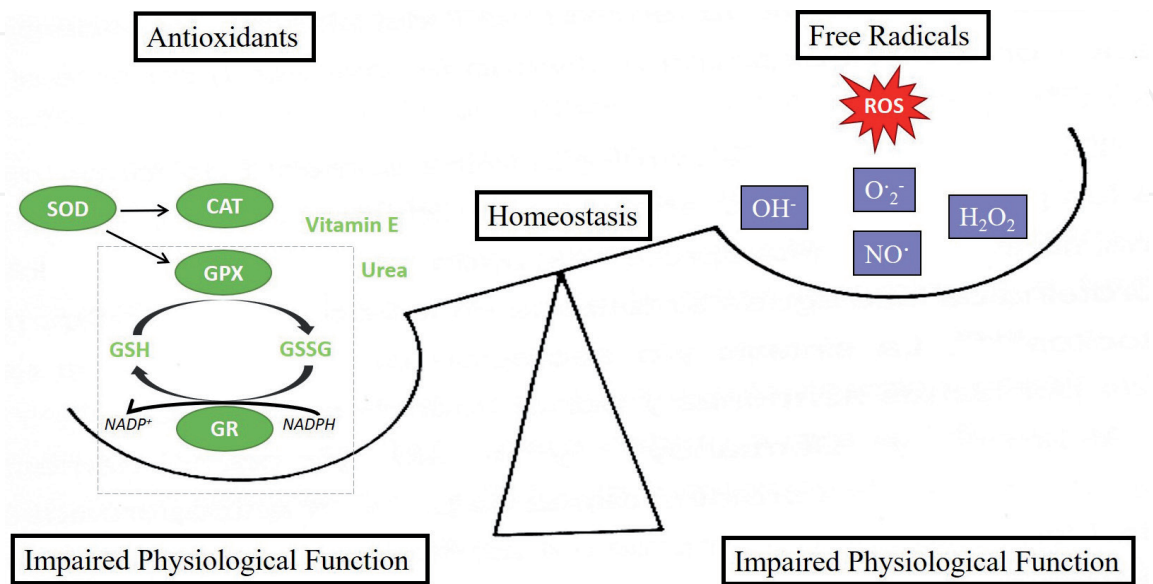 Antioxidants
Free Radicals
ROS
SOD
CAT
Vitamin E
Homeostasis
OH⁻
O˙₂⁻
H₂O₂
GPX
Urea
NO˙
GSH
GSSG
NADP⁺
GR
NADPH
Impaired Physiological Function
Impaired Physiological Function